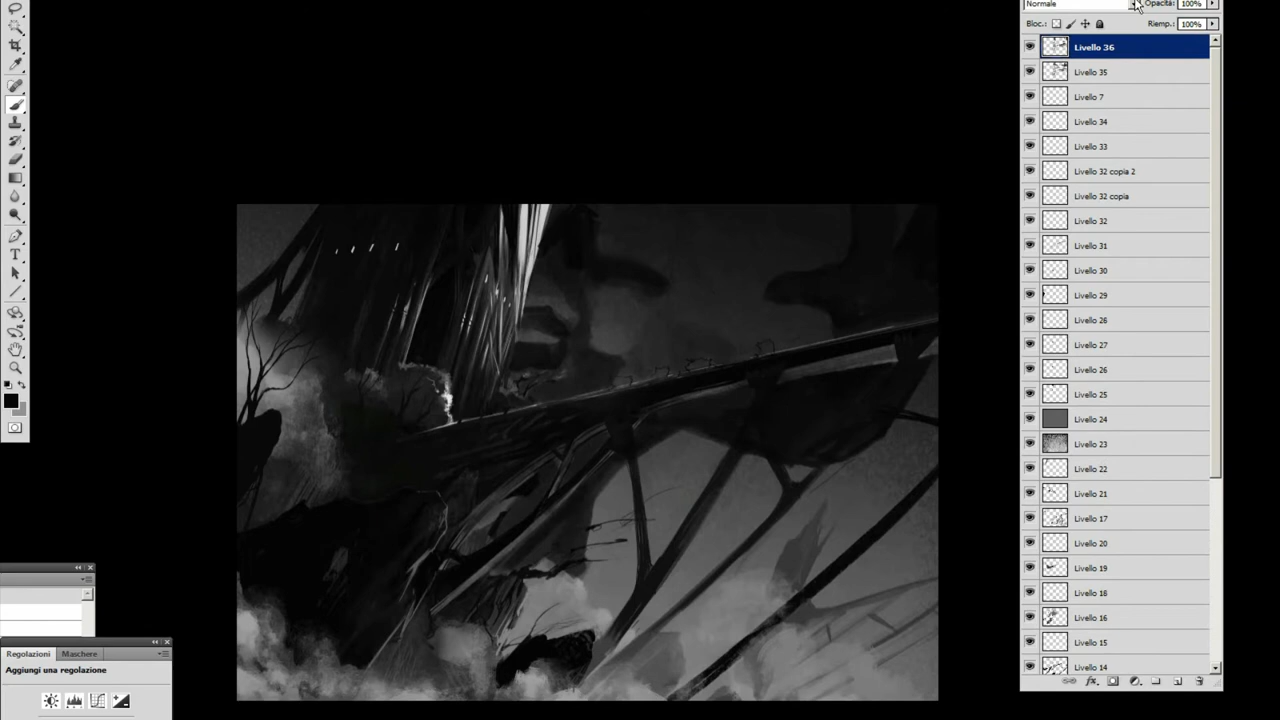 Normale Opacità: 100%
Bloc.: Riemp.: 100%
Livello 36
Livello 35
Livello 7
Livello 34
Livello 33
Livello 32 copia 2
Livello 32 copia
Livello 32
Livello 31
Livello 30
Livello 29
Livello 26
Livello 27
Livello 26
Livello 25
Livello 24
Livello 23
Livello 22
Livello 21
Livello 17
Livello 20
Livello 19
Livello 18
Livello 16
Livello 15
Livello 14
Regolazioni Maschere
Aggiungi una regolazione